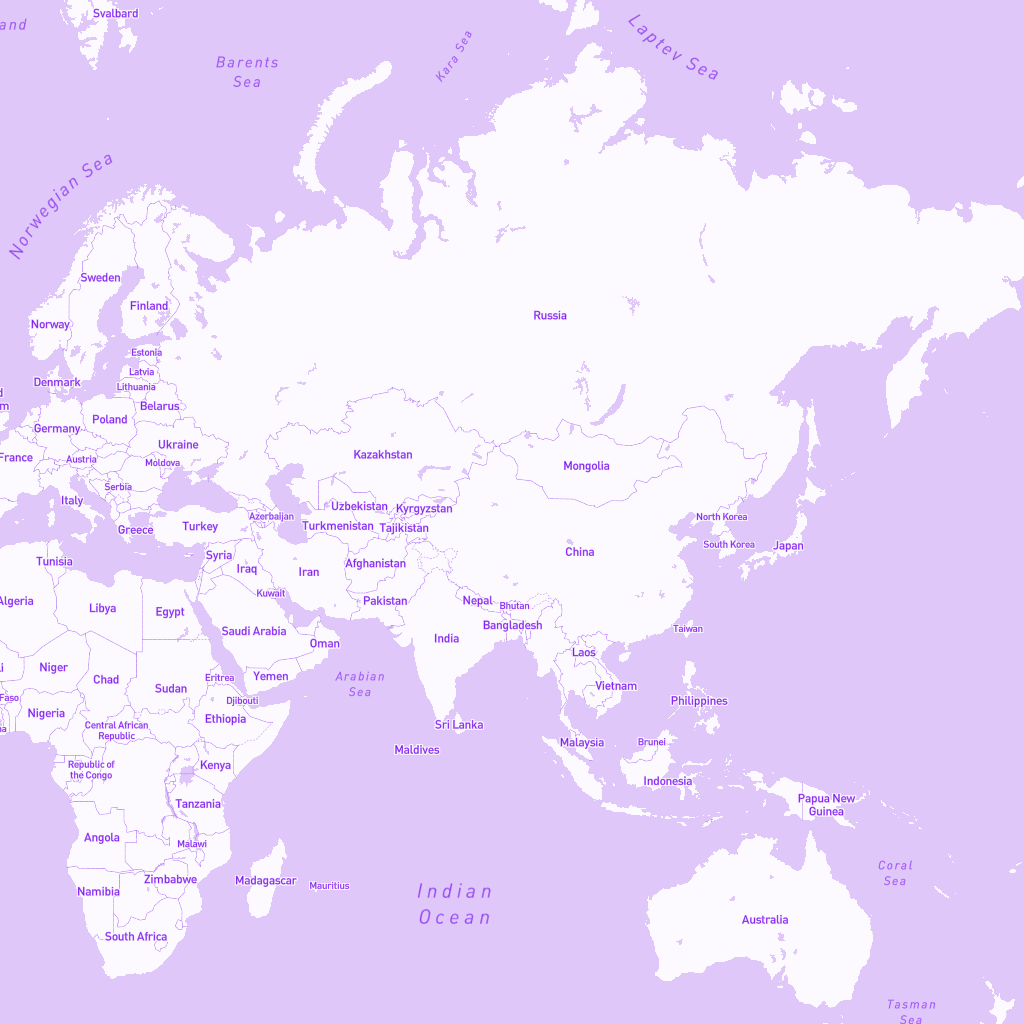 Svalbard
and
Barents
Sea
Kara Sea
Laptev Sea
Norwegian Sea
Sweden
Finland
Norway
Russia
Estonia
Latvia
Lithuania
Denmark
d
m
Belarus
Poland
Germany
Ukraine
France
Austria
Moldova
Kazakhstan
Mongolia
Serbia
Italy
Uzbekistan
Kyrgyzstan
Azerbaijan
North Korea
Greece
Turkey
Turkmenistan
Tajikistan
South Korea
Japan
China
Tunisia
Syria
Iraq
Iran
Afghanistan
Kuwait
Algeria
Libya
Egypt
Pakistan
Nepal
Bhutan
Bangladesh
India
Taiwan
Saudi Arabia
Oman
Laos
li
Niger
Chad
Sudan
Eritrea
Yemen
Arabian
Sea
Vietnam
Faso
Djibouti
Philippines
Nigeria
Ethiopia
Central African
Republic
na
Sri Lanka
Maldives
Malaysia
Brunei
Republic of
the Congo
Kenya
Indonesia
Tanzania
Papua New
Guinea
Angola
Malawi
Zimbabwe
Namibia
Madagascar
Mauritius
Indian
Ocean
Coral
Sea
Australia
South Africa
Tasman
Sea